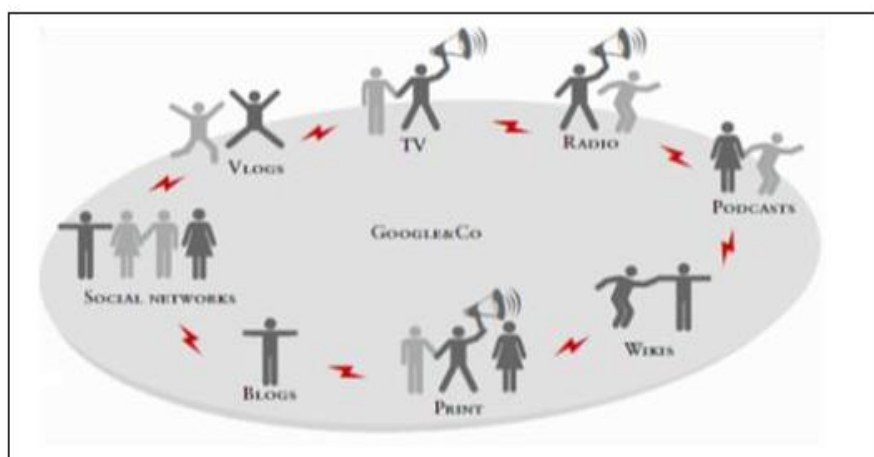 TV
RADIO
VLOGS
PODCASTS
GOOGLE&CO
SOCIAL NETWORKS
WIKIS
BLOGS
PRINT